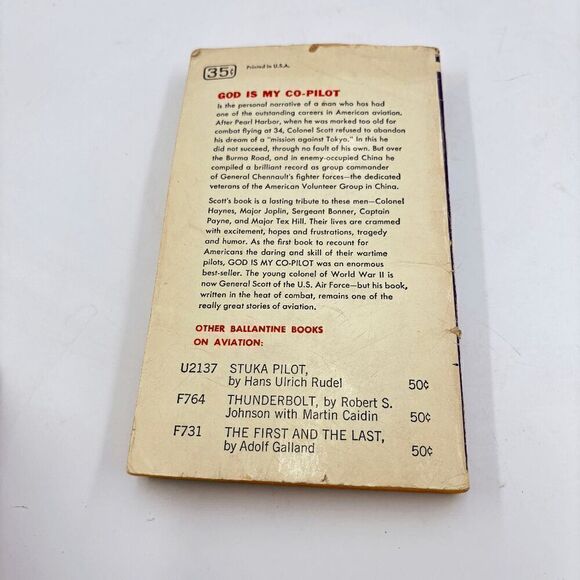 35¢ Printed in U.S.A.
GOD IS MY CO-PILOT
Is the personal narrative of a man who has had
one of the outstanding careers in American aviation.
After Pearl Harbor, when he was marked too old for
combat flying at 34, Colonel Scott refused to abandon
his dream of a "mission against Tokyo." In this he
did not succeed, through no fault of his own. But over
the Burma Road, and in enemy-occupied China he
compiled a brilliant record as group commander
of General Chennault's fighter forces—the dedicated
veterans of the American Volunteer Group in China.
Scott's book is a lasting tribute to these men—Colonel
Haynes, Major Joplin, Sergeant Bonner, Captain
Payne, and Major Tex Hill. Their lives are crammed
with excitement, hopes and frustrations, tragedy
and humor. As the first book to recount for
Americans the daring and skill of their wartime
pilots, GOD IS MY CO-PILOT was an enormous
best-seller. The young colonel of World War II is
now General Scott of the U.S. Air Force—but his book,
written in the heat of combat, remains one of the
really great stories of aviation.
OTHER BALLANTINE BOOKS
ON AVIATION:
U2137 STUKA PILOT,
by Hans Ulrich Rudel 50¢
F764 THUNDERBOLT, by Robert S.
Johnson with Martin Caidin 50¢
F731 THE FIRST AND THE LAST,
by Adolf Galland 50¢